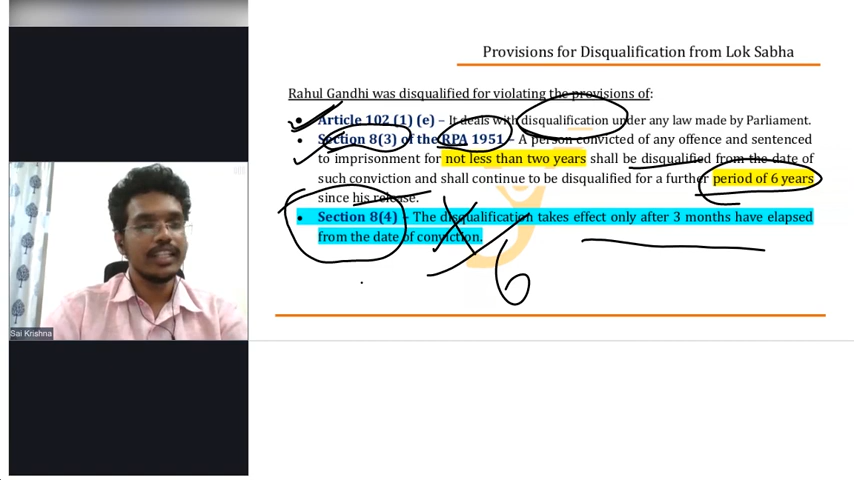 Provisions for Disqualification from Lok Sabha
Rahul Gandhi was disqualified for violating the provisions of:
• Article 102 (1) (e) – It deals with disqualification under any law made by Parliament.
• Section 8(3) of the RPA 1951 – A person convicted of any offence and sentenced
to imprisonment for not less than two years shall be disqualified from the date of
such conviction and shall continue to be disqualified for a further period of 6 years
since his release.
• Section 8(4) – The disqualification takes effect only after 3 months have elapsed
from the date of conviction.
6
Sai Krishna